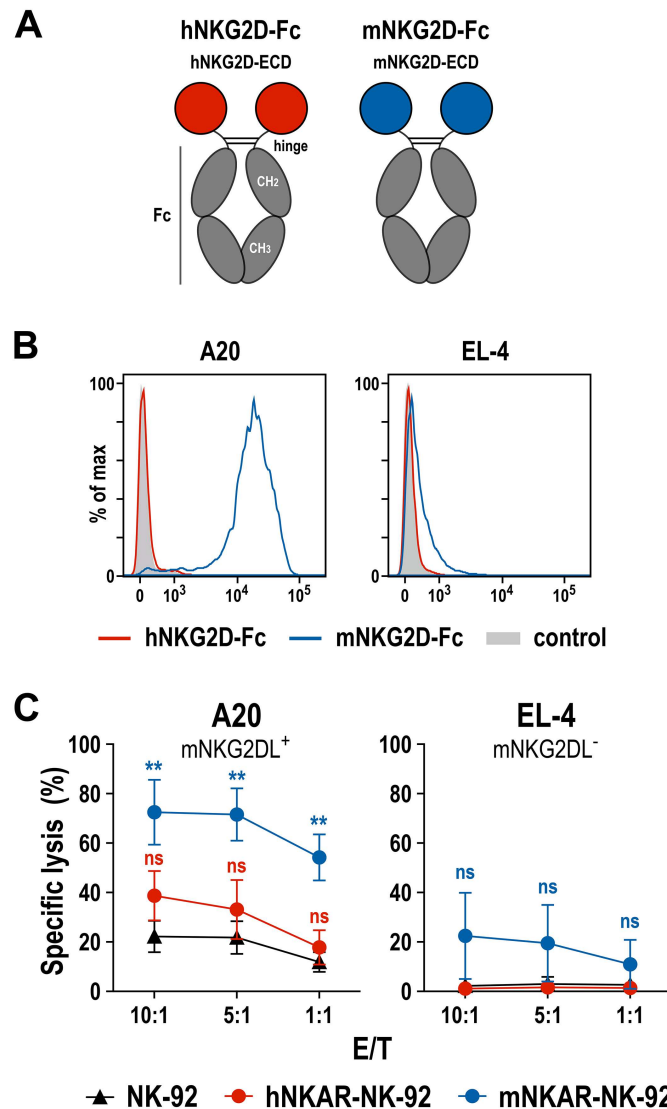 A
hNKG2D-Fc mNKG2D-Fc
hNKG2D-ECD mNKG2D-ECD
hinge
CH2
Fc
CH3
B
A20 EL-4
100 100
% of max
0 10³ 10⁴ 10⁵ 0 10³ 10⁴ 10⁵
hNKG2D-Fc mNKG2D-Fc control
C
A20 EL-4
mNKG2DL⁺ mNKG2DL⁻
100 100
** ** **
80 80
60 60
ns ns ns
40 40
ns ns ns
20 20
0 0
Specific lysis (%)
10:1 5:1 1:1 10:1 5:1 1:1
E/T
NK-92 hNKAR-NK-92 mNKAR-NK-92